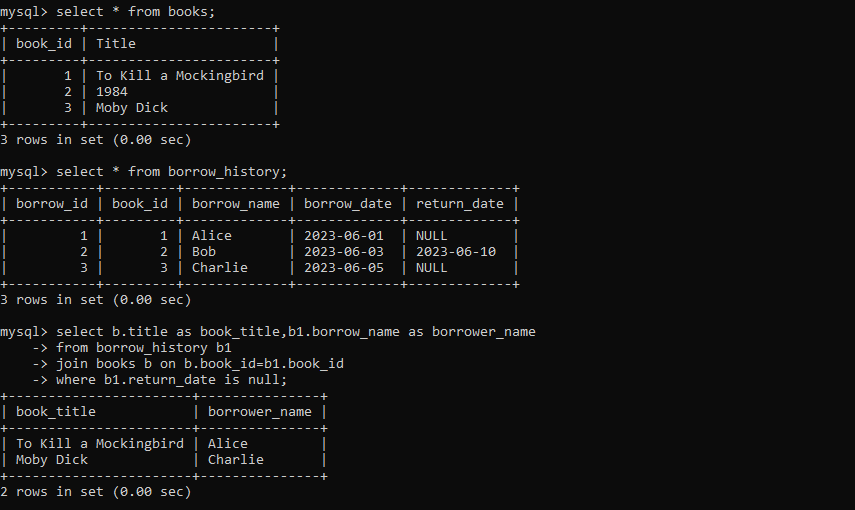 mysql> select * from books;
+---------+-----------------------+
| book_id | Title                 |
+---------+-----------------------+
|       1 | To Kill a Mockingbird |
|       2 | 1984                  |
|       3 | Moby Dick             |
+---------+-----------------------+
3 rows in set (0.00 sec)

mysql> select * from borrow_history;
+-----------+---------+-------------+-------------+-------------+
| borrow_id | book_id | borrow_name | borrow_date | return_date |
+-----------+---------+-------------+-------------+-------------+
|         1 |       1 | Alice       | 2023-06-01  | NULL        |
|         2 |       2 | Bob         | 2023-06-03  | 2023-06-10  |
|         3 |       3 | Charlie     | 2023-06-05  | NULL        |
+-----------+---------+-------------+-------------+-------------+
3 rows in set (0.00 sec)

mysql> select b.title as book_title,b1.borrow_name as borrower_name
    -> from borrow_history b1
    -> join books b on b.book_id=b1.book_id
    -> where b1.return_date is null;
+-----------------------+---------------+
| book_title            | borrower_name |
+-----------------------+---------------+
| To Kill a Mockingbird | Alice         |
| Moby Dick             | Charlie       |
+-----------------------+---------------+
2 rows in set (0.00 sec)